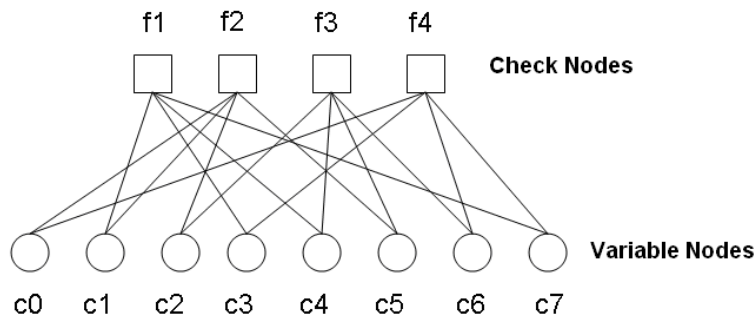 f1 f2 f3 f4
Check Nodes
Variable Nodes
c0 c1 c2 c3 c4 c5 c6 c7